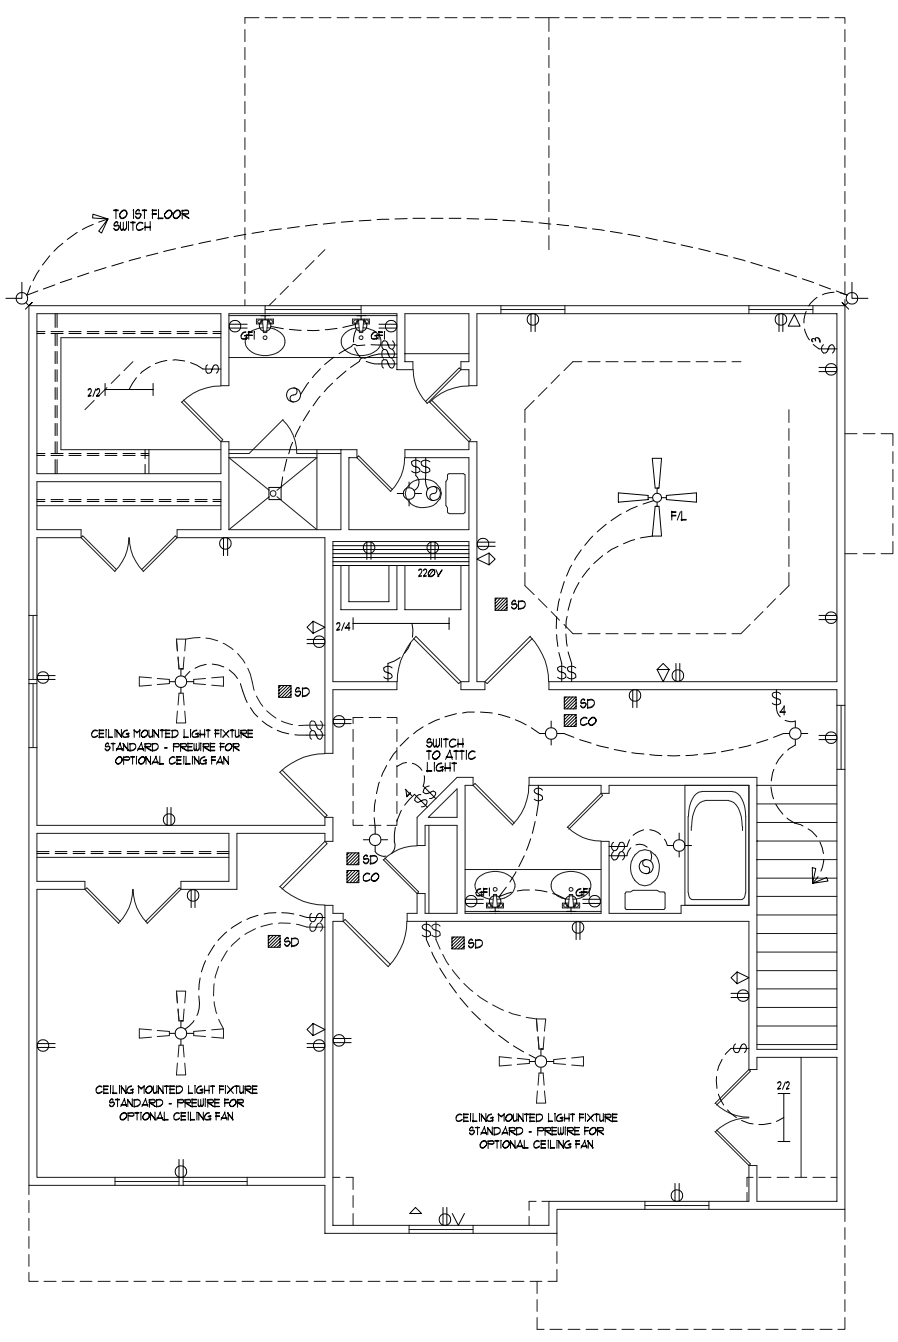 TO 1ST FLOOR
SWITCH
GFI
GFI
$
$
$
$
3
$
2/2
$$
F/L
220V
SD
2/4
$
$$
SD
$
$
SD
CO
$
4
CEILING MOUNTED LIGHT FIXTURE
STANDARD - PREWIRE FOR
OPTIONAL CEILING FAN
SWITCH
TO ATTIC
LIGHT
4
$
$
$
$
$
SD
CO
GFI
GFI
$
$
$$
SD
SD
$
2/2
CEILING MOUNTED LIGHT FIXTURE
STANDARD - PREWIRE FOR
OPTIONAL CEILING FAN
CEILING MOUNTED LIGHT FIXTURE
STANDARD - PREWIRE FOR
OPTIONAL CEILING FAN